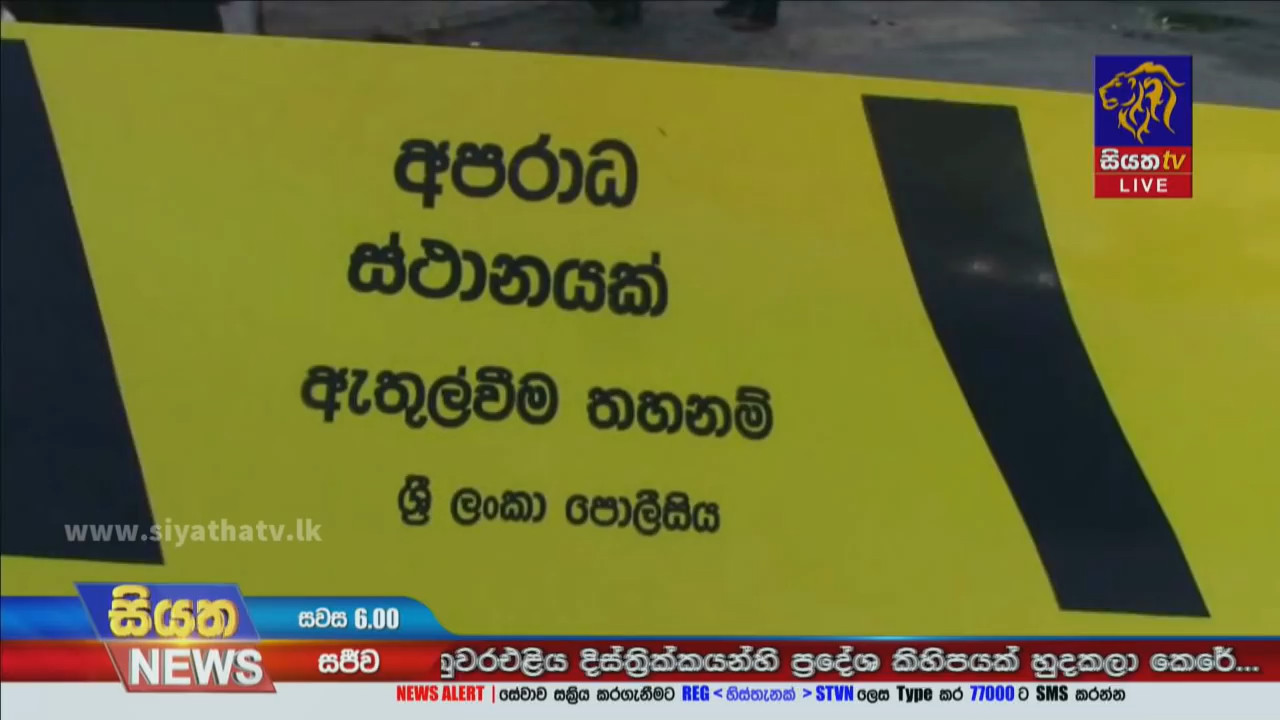 අපරාධ
ස්ථානයක්
ඇතුල්වීම තහනම්
ශ්‍රී ලංකා පොලීසිය
සියත tv
LIVE
www.siyathatv.lk
සියත
NEWS
සවස 6.00
සජීව
දිස්ත්‍රික්කයන්හි ප්‍රදේශ කිහිපයක් හුදකලා කෙරේ...
NEWS ALERT | සේවාව සක්‍රිය කරගැනීමට REG < හිස්තැනක් > STVN ලෙස Type කර 77000 ට SMS කරන්න